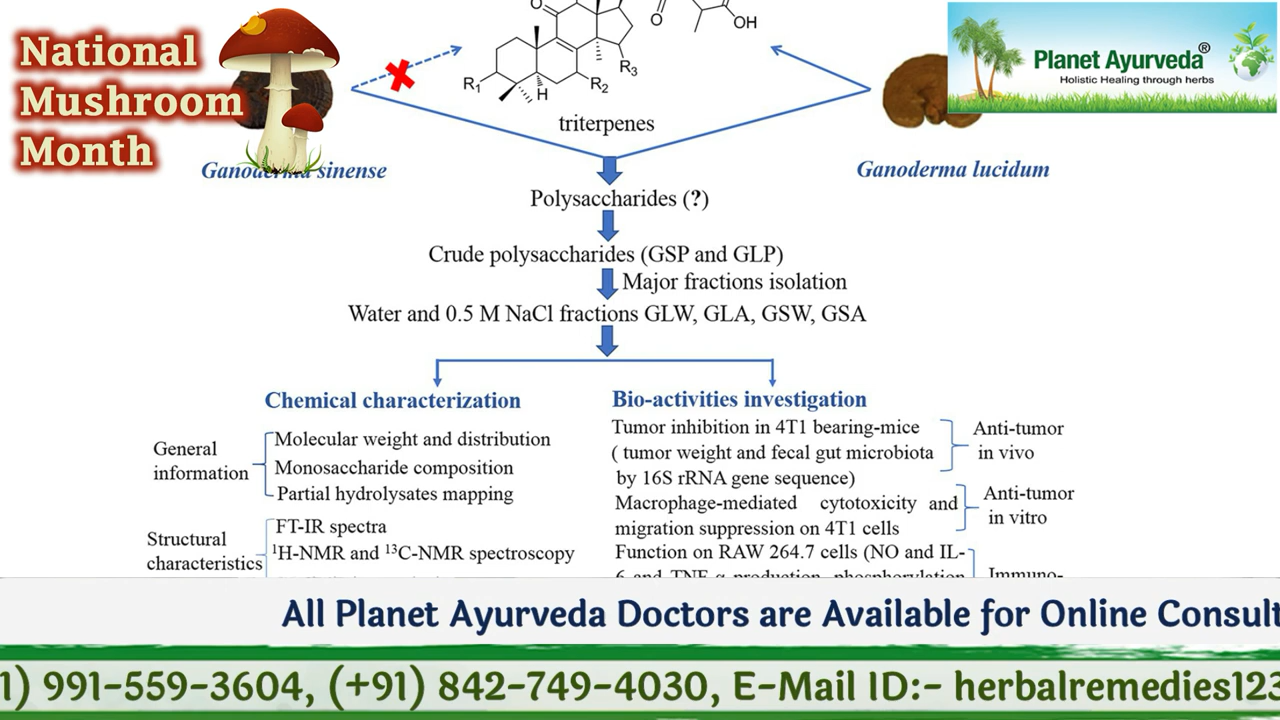 National
Mushroom
Month
Planet Ayurveda®
Holistic Healing through herbs
O
O
OH
R1
H
R2
R3
triterpenes
Ganoderma sinense
Ganoderma lucidum
Polysaccharides (?)
Crude polysaccharides (GSP and GLP)
Major fractions isolation
Water and 0.5 M NaCl fractions GLW, GLA, GSW, GSA
Chemical characterization
General
information
Molecular weight and distribution
Monosaccharide composition
Partial hydrolysates mapping
Structural
characteristics
FT-IR spectra
¹H-NMR and ¹³C-NMR spectroscopy
Bio-activities investigation
Tumor inhibition in 4T1 bearing-mice
( tumor weight and fecal gut microbiota
by 16S rRNA gene sequence)
Anti-tumor
in vivo
Macrophage-mediated cytotoxicity and
migration suppression on 4T1 cells
Anti-tumor
in vitro
Function on RAW 264.7 cells (NO and IL-
6 and TNF-α production, phosphorylation
Immuno-
All Planet Ayurveda Doctors are Available for Online Consult
1) 991-559-3604, (+91) 842-749-4030, E-Mail ID:- herbalremedies123